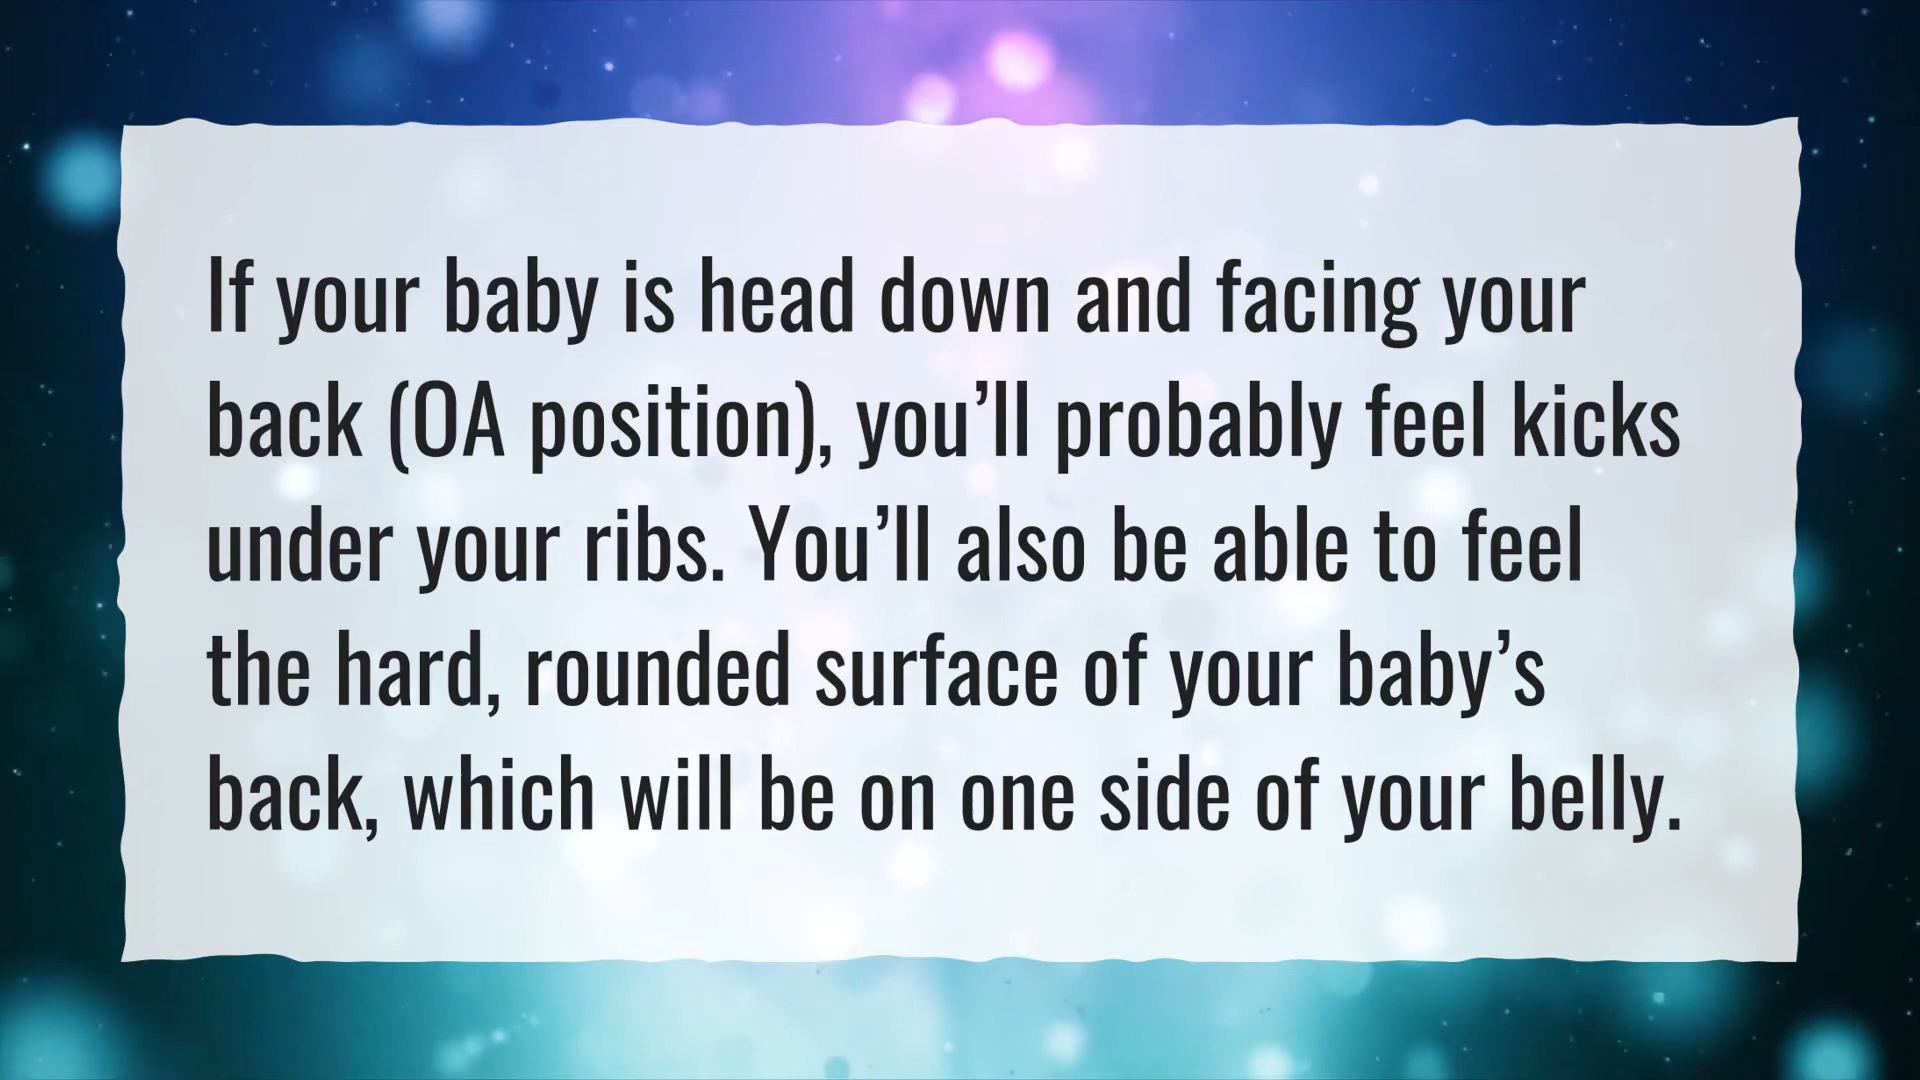 If your baby is head down and facing your
back (OA position), you’ll probably feel kicks
under your ribs. You’ll also be able to feel
the hard, rounded surface of your baby’s
back, which will be on one side of your belly.